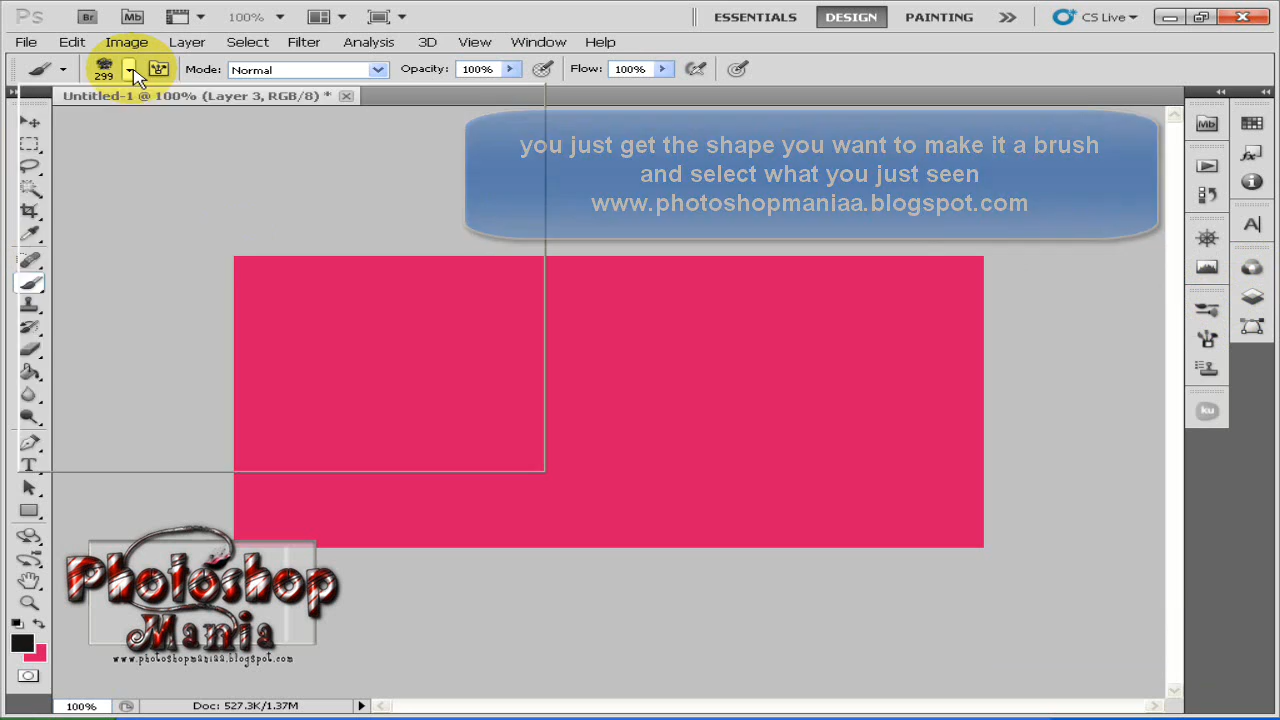 Ps Br Mb 100% ESSENTIALS DESIGN PAINTING CS Live
File Edit Image Layer Select Filter Analysis 3D View Window Help
299 Mode: Normal Opacity: 100% Flow: 100%
Untitled-1 @ 100% (Layer 3, RGB/8) *
you just get the shape you want to make it a brush
and select what you just seen
www.photoshopmaniaa.blogspot.com
Mb
A
T
ku
Photoshop
Mania
www.photoshopmaniaa.blogspot.com
100% Doc: 527.3K/1.37M